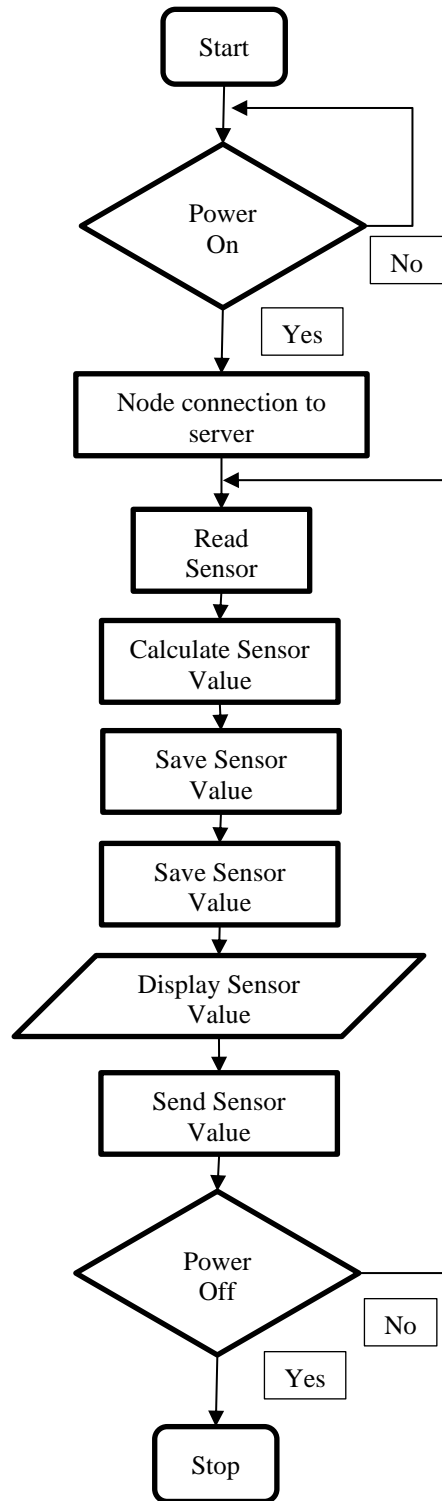 Start
Power
On
No
Yes
Node connection to
server
Read
Sensor
Calculate Sensor
Value
Save Sensor
Value
Save Sensor
Value
Display Sensor
Value
Send Sensor
Value
Power
Off
No
Yes
Stop